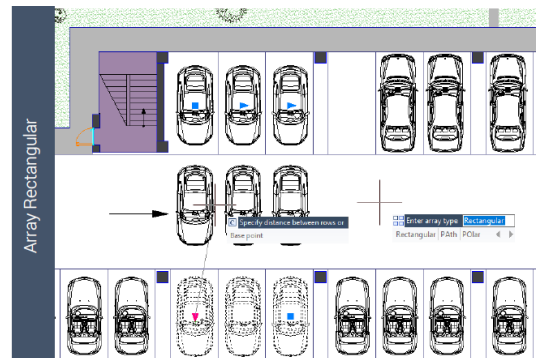 Array Rectangular
Specify distance between rows or
Base point
Enter array type Rectangular
Rectangular PAth POlar